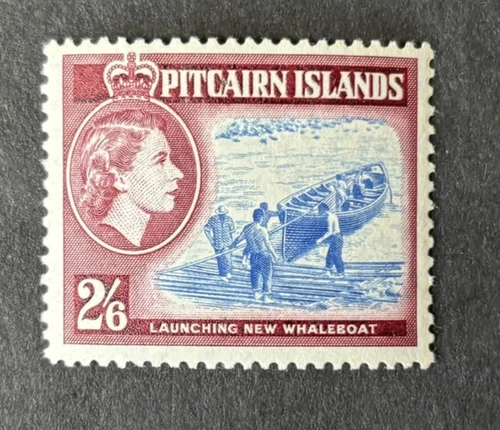 PITCAIRN ISLANDS
2/6
LAUNCHING NEW WHALEBOAT